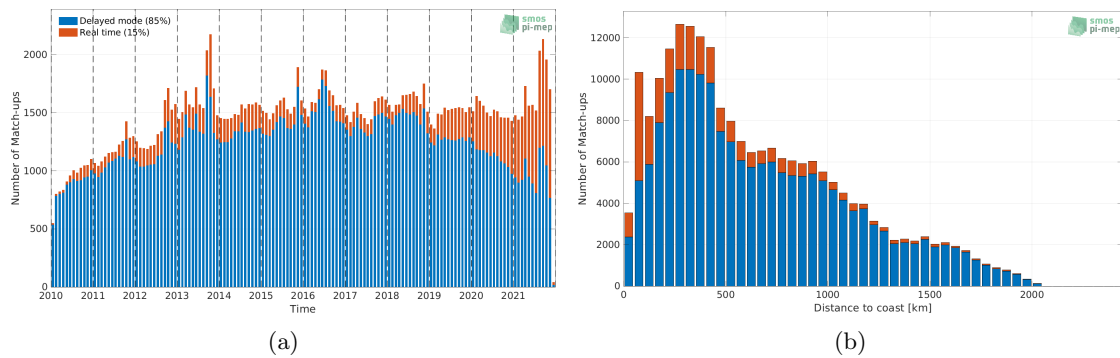 Delayed mode (85%)
Real time (15%)
smos
pi-mep
Number of Match-ups
2000
1500
1000
500
0
2010 2011 2012 2013 2014 2015 2016 2017 2018 2019 2020 2021
Time
(a)
smos
pi-mep
Number of Match-ups
12000
10000
8000
6000
4000
2000
0
0 500 1000 1500 2000
Distance to coast [km]
(b)